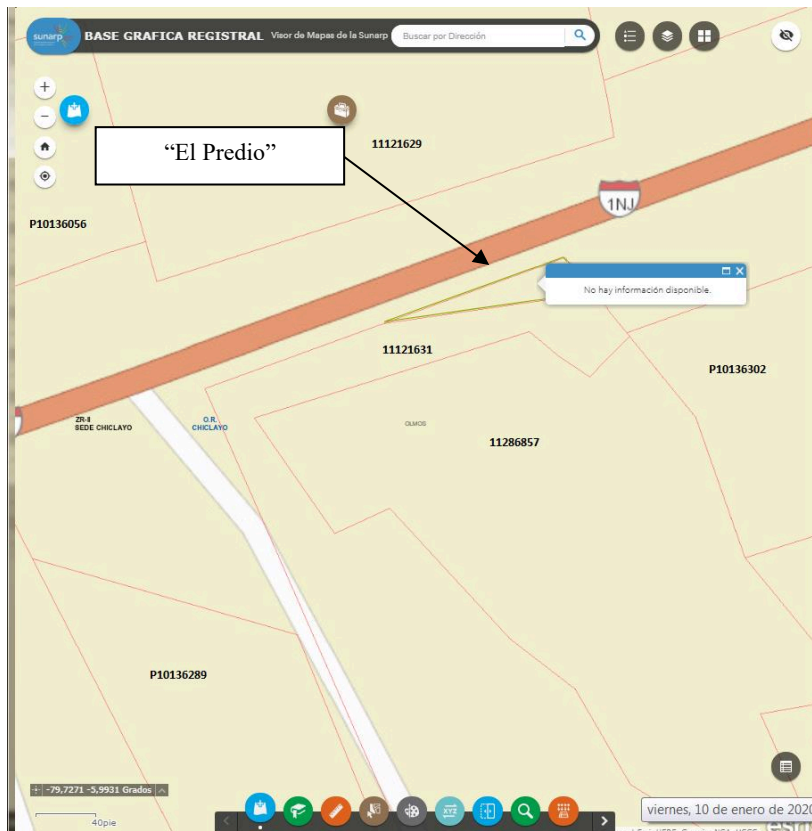 sunarp
BASE GRAFICA REGISTRAL Visor de Mapas de la Sunarp Buscar por Dirección
+
−
“El Predio”
11121629
1NJ
P10136056
No hay información disponible.
11121631
P10136302
ZR-II
SEDE CHICLAYO
O.R.
CHICLAYO
OLMOS
11286857
P10136289
-79,7271 -5,9931 Grados
40pie
XYZ
viernes, 10 de enero de 2020